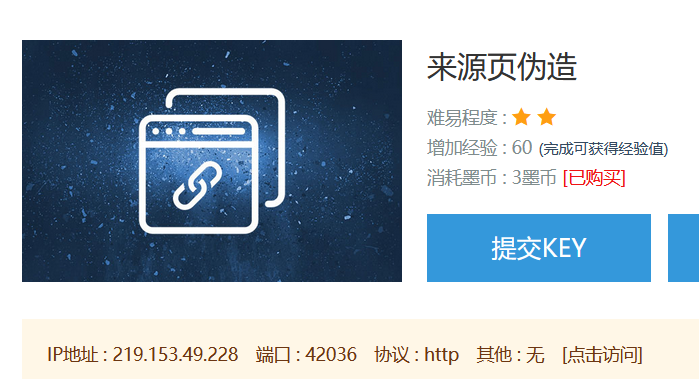 来源页伪造
难易程度 :
增加经验 : 60 (完成可获得经验值)
消耗墨币 : 3墨币 [已购买]
提交KEY
IP地址 : 219.153.49.228 端口 : 42036 协议 : http 其他 : 无 [点击访问]